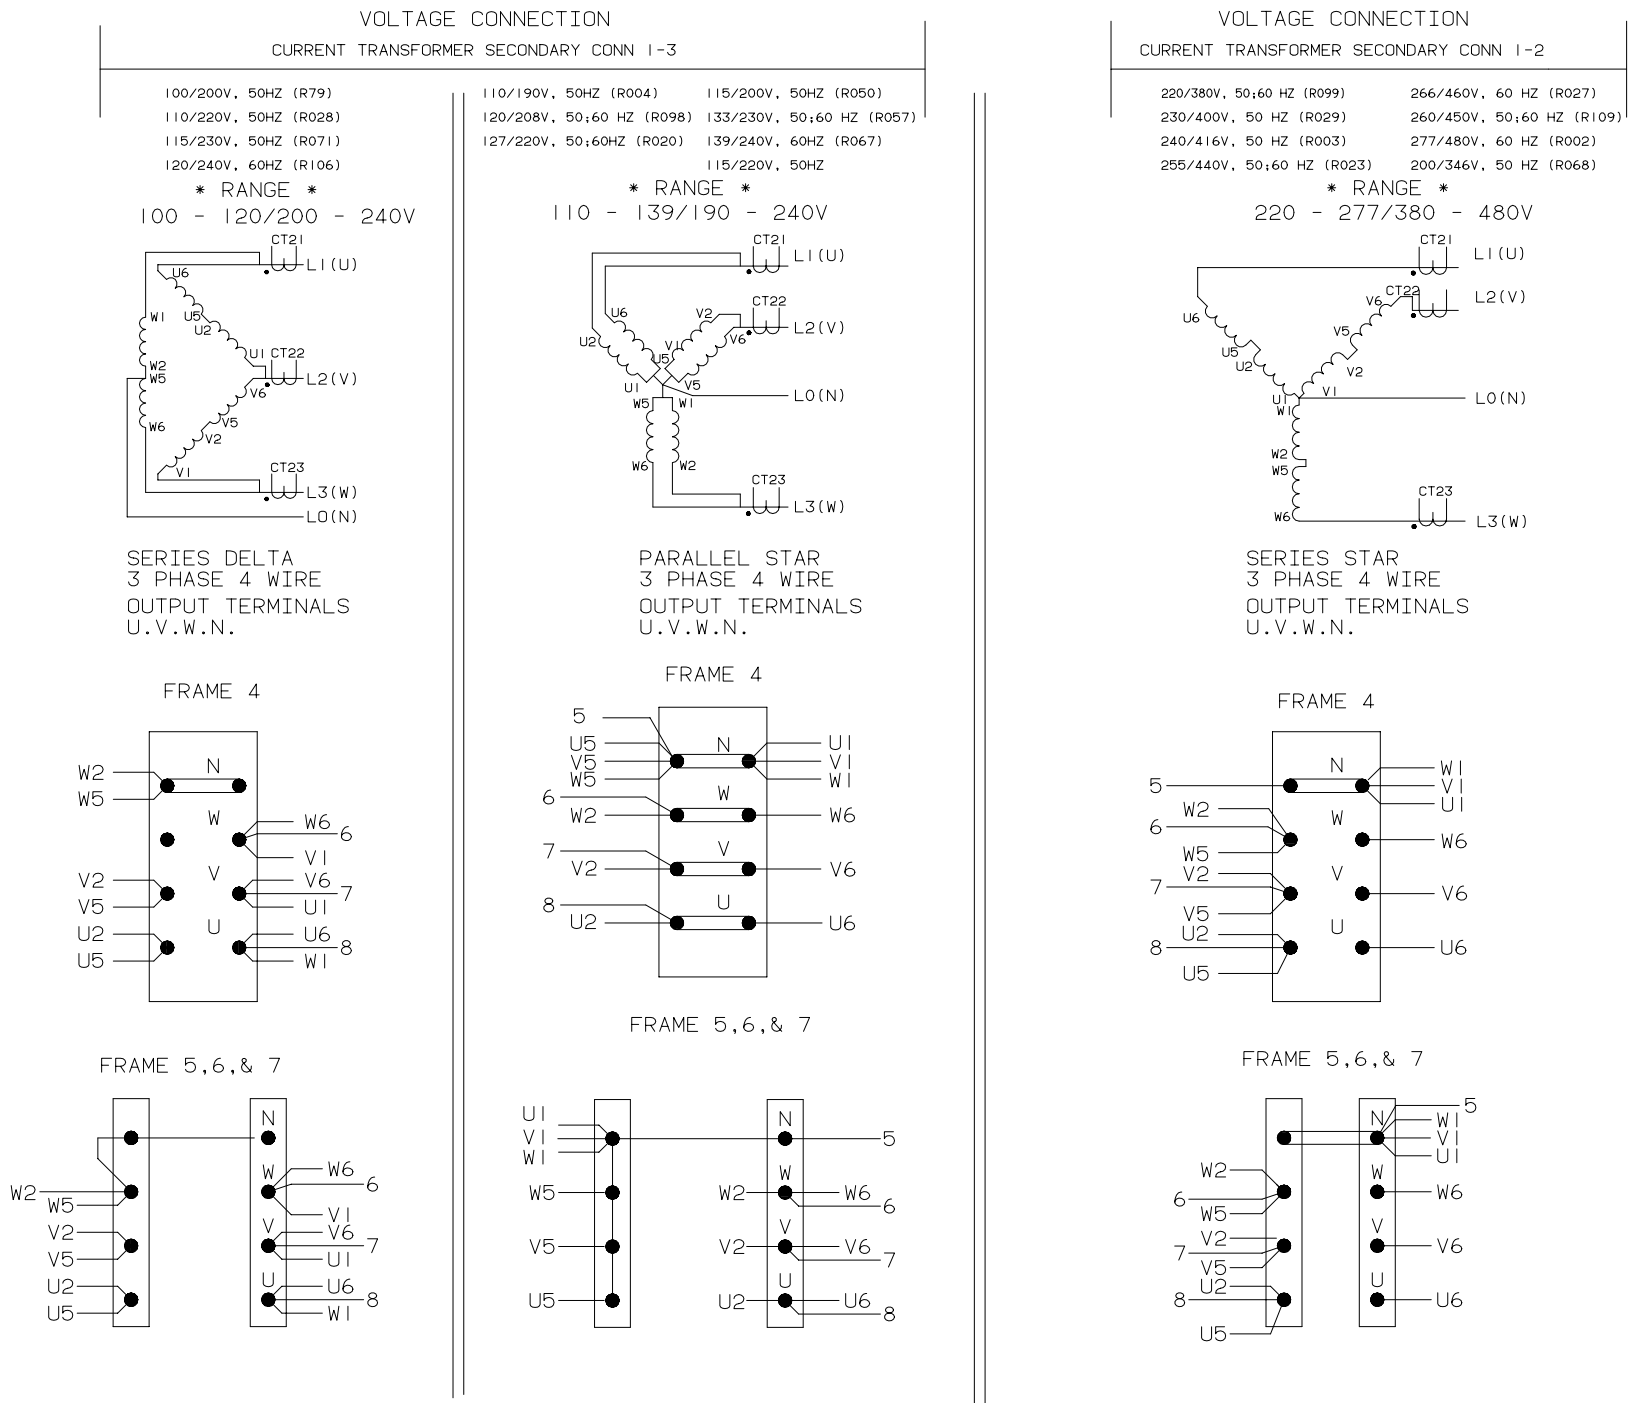 VOLTAGE CONNECTION
CURRENT TRANSFORMER SECONDARY CONN 1-3
100/200V, 50HZ (R79)
110/220V, 50HZ (R028)
115/230V, 50HZ (R071)
120/240V, 60HZ (R106)
* RANGE *
100 - 120/200 - 240V
CT21
L1(U)
U6
W1
U5
U2
U1
CT22
W2
W5
L2(V)
V6
W6
V5
V2
V1
CT23
L3(W)
L0(N)
SERIES DELTA
3 PHASE 4 WIRE
OUTPUT TERMINALS
U.V.W.N.
FRAME 4
W2
N
W5
W
W6
6
V1
V2
V
V6
7
V5
U1
U2
U
U6
8
U5
W1
FRAME 5,6,& 7
N
W
W6
W2
6
W5
V1
V2
V
V6
7
V5
U1
U2
U
U6
8
U5
W1
110/190V, 50HZ (R004)
115/200V, 50HZ (R050)
120/208V, 50;60 HZ (R098)
133/230V, 50;60 HZ (R057)
127/220V, 50;60HZ (R020)
139/240V, 60HZ (R067)
115/220V, 50HZ
* RANGE *
110 - 139/190 - 240V
CT21
L1(U)
CT22
U6
V2
L2(V)
U2
V1
V6
U5
U1
V5
L0(N)
W5
W1
W6
W2
CT23
L3(W)
PARALLEL STAR
3 PHASE 4 WIRE
OUTPUT TERMINALS
U.V.W.N.
FRAME 4
5
U5
N
U1
V5
V1
W5
W1
6
W
W2
W6
7
V
V2
V6
8
U
U2
U6
FRAME 5,6,& 7
U1
N
V1
5
W1
W
W5
W2
W6
6
V
V5
V2
V6
7
U
U5
U2
U6
8
VOLTAGE CONNECTION
CURRENT TRANSFORMER SECONDARY CONN 1-2
220/380V, 50;60 HZ (R099)
266/460V, 60 HZ (R027)
230/400V, 50 HZ (R029)
260/450V, 50;60 HZ (R109)
240/416V, 50 HZ (R003)
277/480V, 60 HZ (R002)
255/440V, 50;60 HZ (R023)
200/346V, 50 HZ (R068)
* RANGE *
220 - 277/380 - 480V
CT21
L1(U)
CT22
L2(V)
V6
U6
V5
U5
U2
V2
U1
V1
L0(N)
W1
W2
W5
CT23
W6
L3(W)
SERIES STAR
3 PHASE 4 WIRE
OUTPUT TERMINALS
U.V.W.N.
FRAME 4
N
W1
5
V1
U1
W2
W
6
W6
W5
V2
V
7
V6
V5
U2
U
8
U6
U5
FRAME 5,6,& 7
5
N
W1
V1
U1
W2
W
6
W6
W5
V2
V
7
V6
V5
U2
U
8
U6
U5